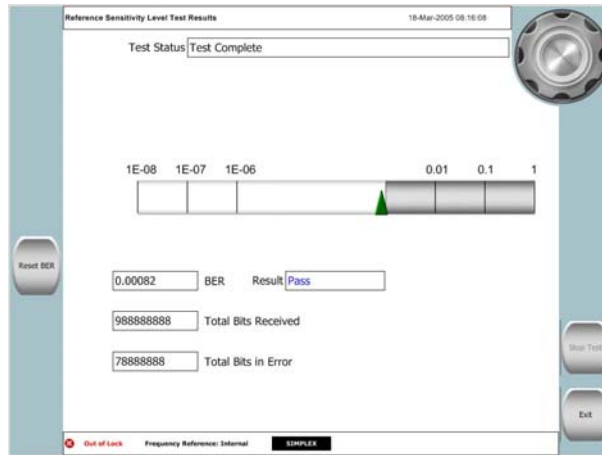 Reference Sensitivity Level Test Results 18-Mar-2005 08:16:08
Test Status Test Complete
1E-08 1E-07 1E-06 0.01 0.1 1
Reset BER
0.00082 BER Result Pass
988888888 Total Bits Received
78888888 Total Bits in Error
Stop Test
Exit
Out of Lock Frequency Reference: Internal SIMPLEX